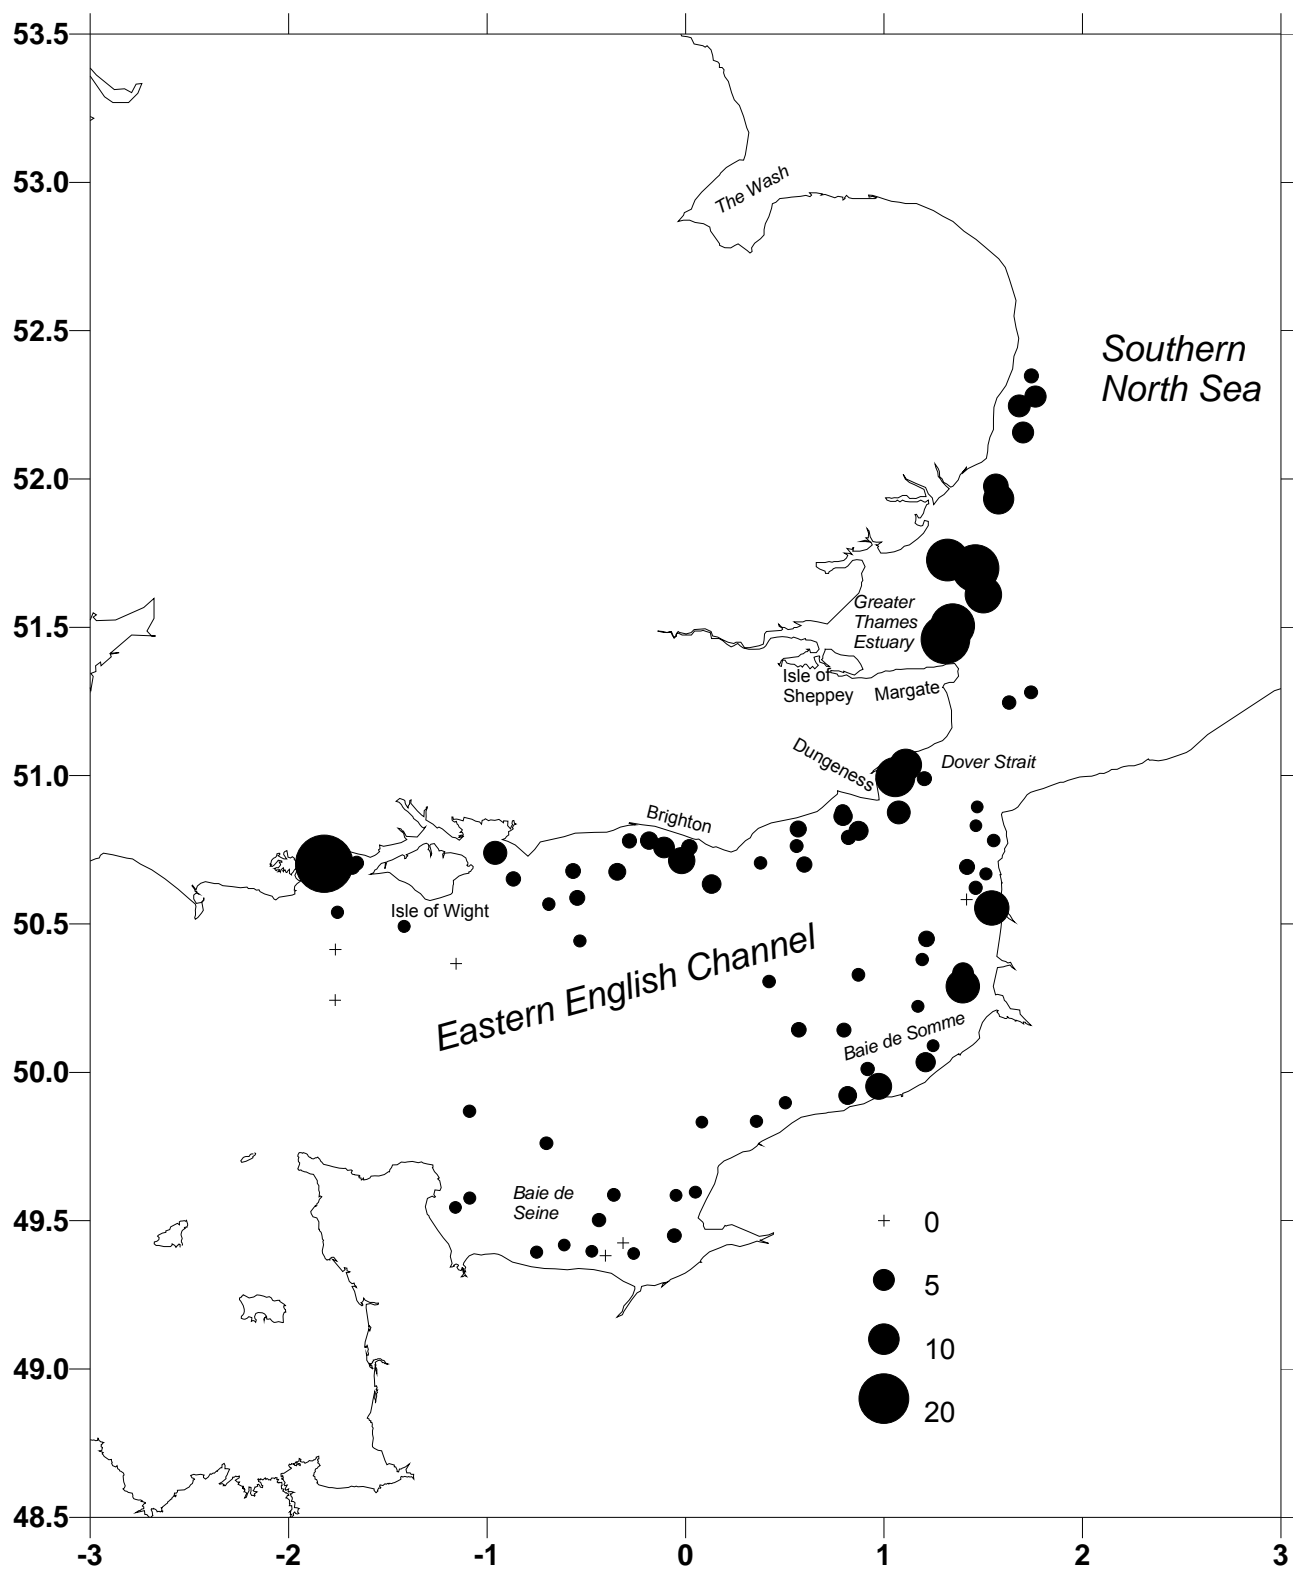 53.5
The Wash
53.0
52.5
Southern
North Sea
52.0
Greater
Thames
Estuary
51.5
Isle of
Sheppey
Margate
Dungeness
Dover Strait
51.0
Brighton
Isle of Wight
50.5
Eastern English Channel
Baie de Somme
50.0
Baie de
Seine
49.5
0
5
10
20
49.0
48.5
-3
-2
-1
0
1
2
3